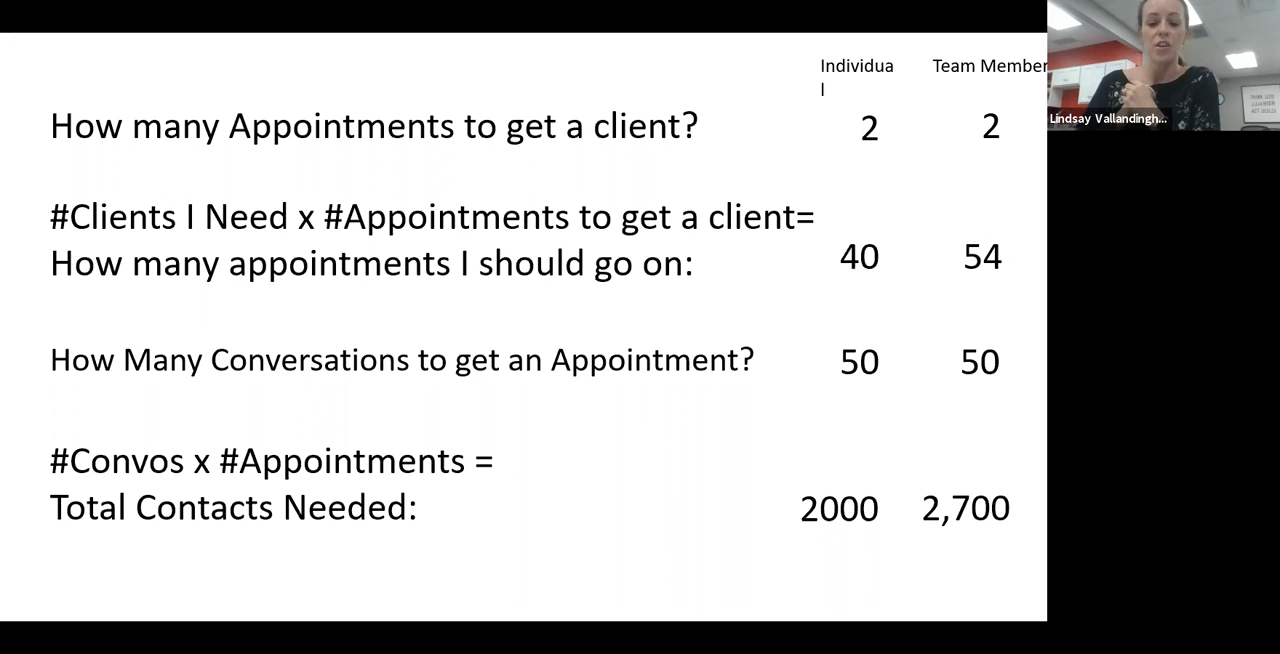 Individua
l
Team Member
How many Appointments to get a client?
2
2
#Clients I Need x #Appointments to get a client=
How many appointments I should go on:
40
54
How Many Conversations to get an Appointment?
50
50
#Convos x #Appointments =
Total Contacts Needed:
2000
2,700
Lindsay Vallandingh...